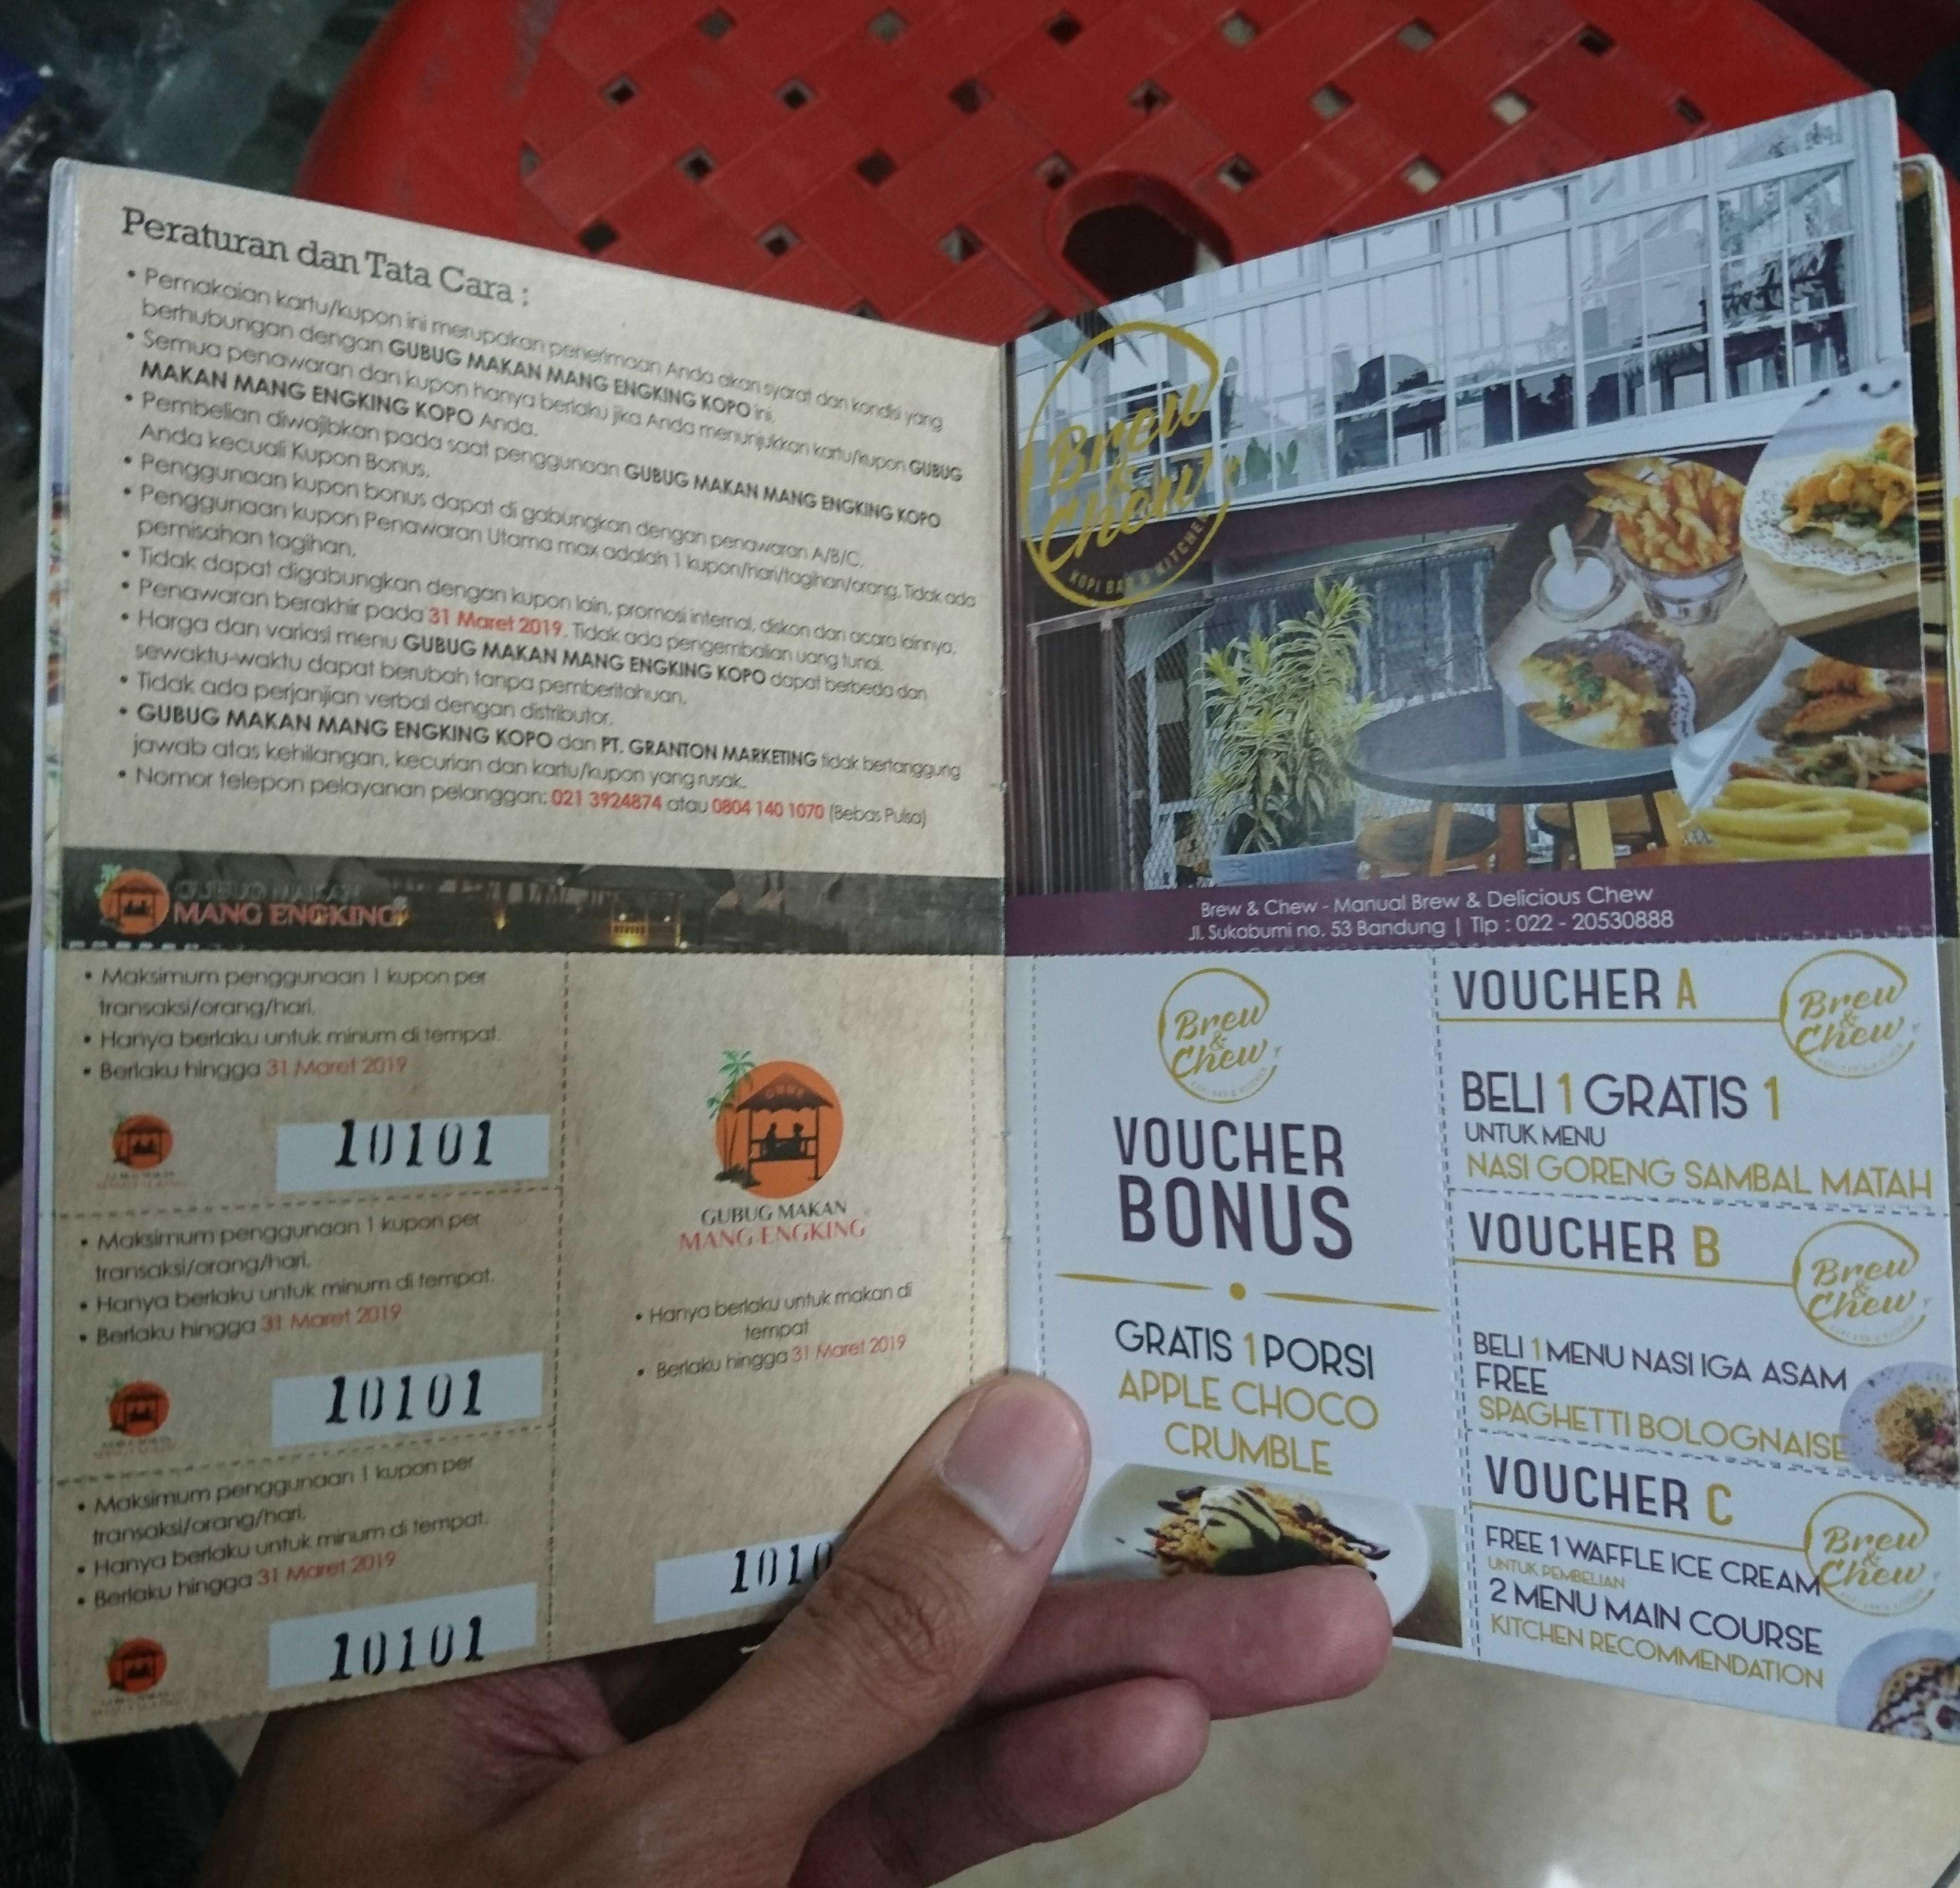 Peraturan dan Tata Cara :
• Pemakaian kartu/kupon ini merupakan penerimaan Anda akan syarat dan kondisi yang
berhubungan dengan GUBUG MAKAN MANG ENGKING KOPO ini.
• Semua penawaran dan kupon hanya berlaku jika Anda menunjukkan kartu/kupon GUBUG
MAKAN MANG ENGKING KOPO Anda.
• Pembelian diwajibkan pada saat penggunaan GUBUG MAKAN MANG ENGKING KOPO
Anda kecuali Kupon Bonus.
• Penggunaan kupon bonus dapat di gabungkan dengan penawaran A/B/C.
• Penggunaan kupon Penawaran Utama max adalah 1 kupon/hari/tagihan/orang. Tidak ada
pemisahan tagihan.
• Tidak dapat digabungkan dengan kupon lain, promosi internal, diskon dan acara lainnya.
• Penawaran berakhir pada 31 Maret 2019. Tidak ada pengembalian uang tunai.
• Harga dan variasi menu GUBUG MAKAN MANG ENGKING KOPO dapat berbeda dan
sewaktu-waktu dapat berubah tanpa pemberitahuan.
• Tidak ada perjanjian verbal dengan distributor.
• GUBUG MAKAN MANG ENGKING KOPO dan PT. GRANTON MARKETING tidak bertanggung
jawab atas kehilangan, kecurian dan kartu/kupon yang rusak.
• Nomor telepon pelayanan pelanggan: 021 3924874 atau 0804 140 1070 (Bebas Pulsa)
GUBUG MAKAN
MANG ENGKING
• Maksimum penggunaan 1 kupon per
transaksi/orang/hari.
• Hanya berlaku untuk minum di tempat.
• Berlaku hingga 31 Maret 2019
10101
• Maksimum penggunaan 1 kupon per
transaksi/orang/hari.
• Hanya berlaku untuk minum di tempat.
• Berlaku hingga 31 Maret 2019
10101
• Maksimum penggunaan 1 kupon per
transaksi/orang/hari.
• Hanya berlaku untuk minum di tempat.
• Berlaku hingga 31 Maret 2019
10101
GUBUG MAKAN
MANG ENGKING
• Hanya berlaku untuk makan di
tempat
• Berlaku hingga 31 Maret 2019
1010
Brew
&
Chew
KOPI BAR & KITCHEN
Brew & Chew - Manual Brew & Delicious Chew
Jl. Sukabumi no. 53 Bandung | Tlp : 022 - 20530888
Brew
&
Chew
VOUCHER
BONUS
GRATIS 1 PORSI
APPLE CHOCO
CRUMBLE
VOUCHER A
Brew
&
Chew
BELI 1 GRATIS 1
UNTUK MENU
NASI GORENG SAMBAL MATAH
VOUCHER B
Brew
&
Chew
BELI 1 MENU NASI IGA ASAM
FREE
SPAGHETTI BOLOGNAISE
VOUCHER C
Brew
&
Chew
FREE 1 WAFFLE ICE CREAM
UNTUK PEMBELIAN
2 MENU MAIN COURSE
KITCHEN RECOMMENDATION